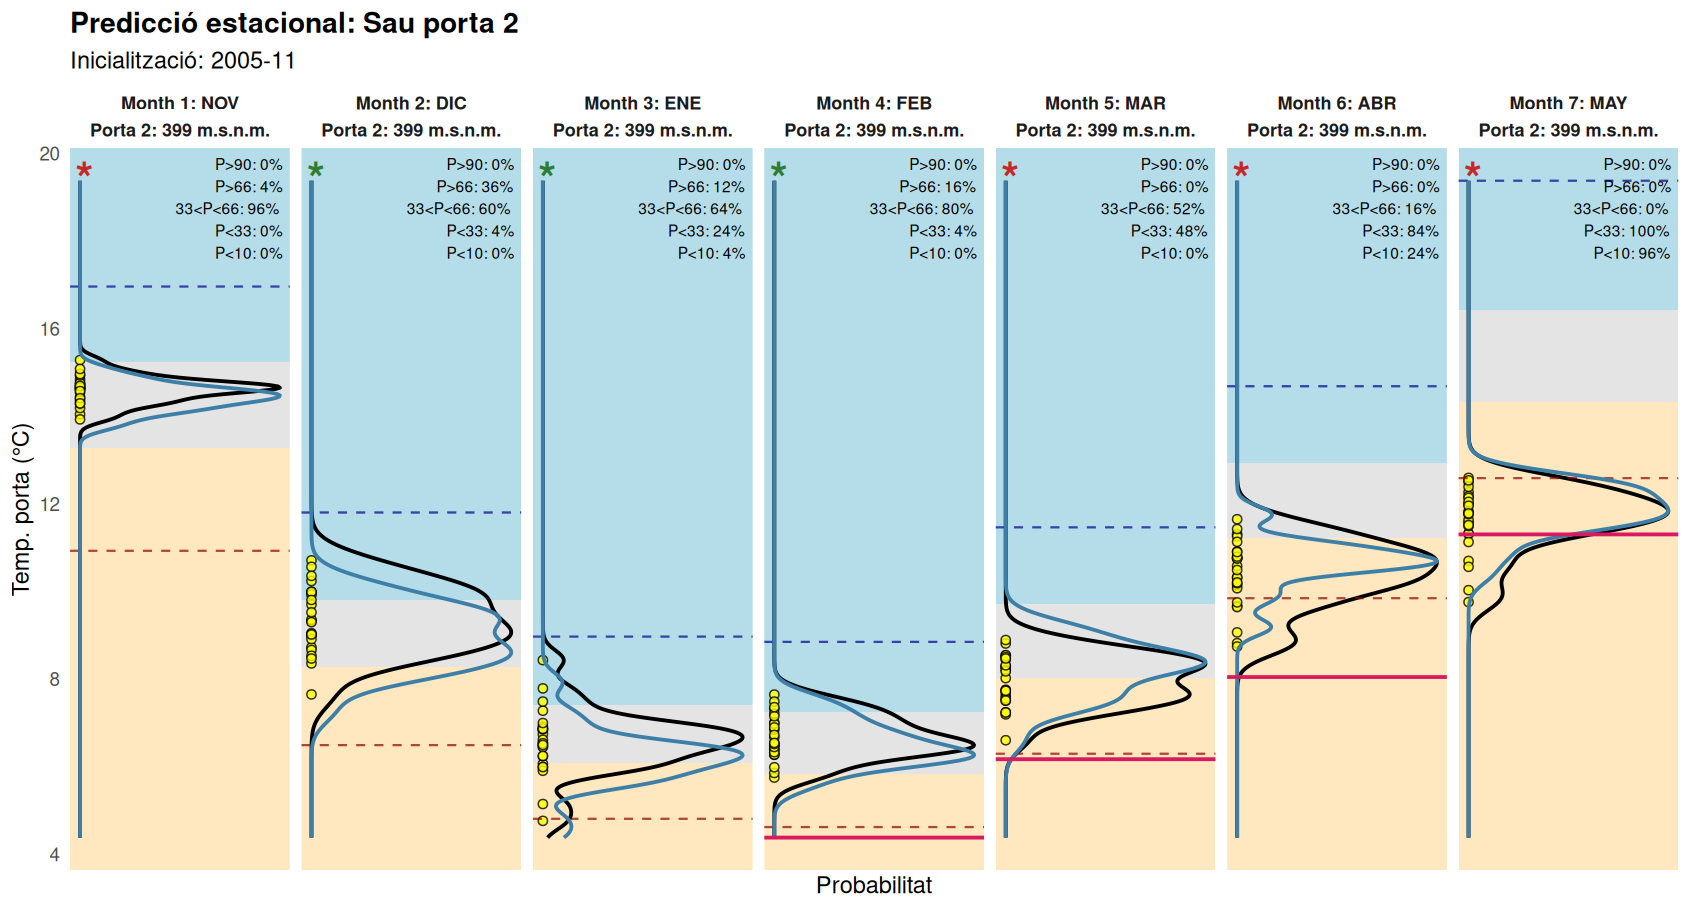 Predicció estacional: Sau porta 2
Inicialització: 2005-11
Month 1: NOV
Porta 2: 399 m.s.n.m.
Month 2: DIC
Porta 2: 399 m.s.n.m.
Month 3: ENE
Porta 2: 399 m.s.n.m.
Month 4: FEB
Porta 2: 399 m.s.n.m.
Month 5: MAR
Porta 2: 399 m.s.n.m.
Month 6: ABR
Porta 2: 399 m.s.n.m.
Month 7: MAY
Porta 2: 399 m.s.n.m.
*
P>90: 0%
P>66: 4%
33<P<66: 96%
P<33: 0%
P<10: 0%
*
P>90: 0%
P>66: 36%
33<P<66: 60%
P<33: 4%
P<10: 0%
*
P>90: 0%
P>66: 12%
33<P<66: 64%
P<33: 24%
P<10: 4%
*
P>90: 0%
P>66: 16%
33<P<66: 80%
P<33: 4%
P<10: 0%
*
P>90: 0%
P>66: 0%
33<P<66: 52%
P<33: 48%
P<10: 0%
*
P>90: 0%
P>66: 0%
33<P<66: 16%
P<33: 84%
P<10: 24%
*
P>90: 0%
P>66: 0%
33<P<66: 0%
P<33: 100%
P<10: 96%
20
16
12
8
4
Temp. porta (°C)
Probabilitat